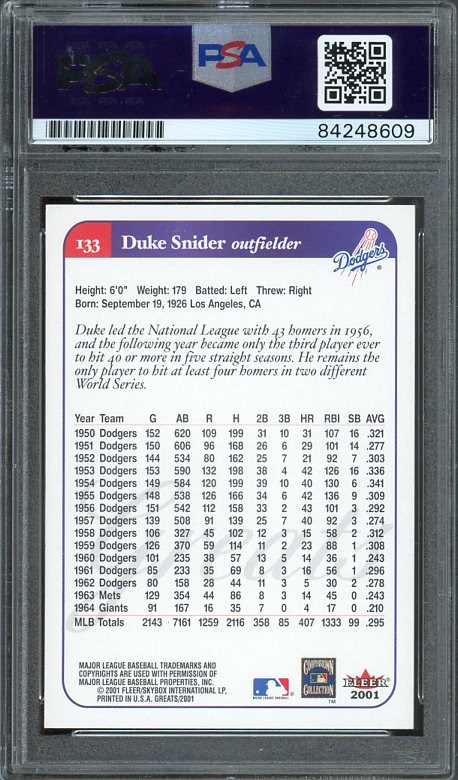 PSA
PSA
84248609
133 Duke Snider outfielder
Dodgers
Height: 6'0" Weight: 179 Batted: Left Threw: Right
Born: September 19, 1926 Los Angeles, CA
Duke led the National League with 43 homers in 1956,
and the following year became only the third player ever
to hit 40 or more in five straight seasons. He remains the
only player to hit at least four homers in two different
World Series.
Year Team G AB R H 2B 3B HR RBI SB AVG
1950 Dodgers 152 620 109 199 31 10 31 107 16 .321
1951 Dodgers 150 606 96 168 26 6 29 101 14 .277
1952 Dodgers 144 534 80 162 25 7 21 92 7 .303
1953 Dodgers 153 590 132 198 38 4 42 126 16 .336
1954 Dodgers 149 584 120 199 39 10 40 130 6 .341
1955 Dodgers 148 538 126 166 34 6 42 136 9 .309
1956 Dodgers 151 542 112 158 33 2 43 101 3 .292
1957 Dodgers 139 508 91 139 25 7 40 92 3 .274
1958 Dodgers 106 327 45 102 12 3 15 58 2 .312
1959 Dodgers 126 370 59 114 11 2 23 88 1 .308
1960 Dodgers 101 235 38 57 13 5 14 36 1 .243
1961 Dodgers 85 233 35 69 8 3 16 56 1 .296
1962 Dodgers 80 158 28 44 11 3 5 30 2 .278
1963 Mets 129 354 44 86 8 3 14 45 0 .243
1964 Giants 91 167 16 35 7 0 4 17 0 .210
MLB Totals 2143 7161 1259 2116 358 85 407 1333 99 .295
Greats
MAJOR LEAGUE BASEBALL TRADEMARKS AND
COPYRIGHTS ARE USED WITH PERMISSION OF
MAJOR LEAGUE BASEBALL PROPERTIES, INC.
© 2001 FLEER/SKYBOX INTERNATIONAL LP,
PRINTED IN U.S.A. GREATS/2001
MAJOR LEAGUE BASEBALL
COOPERSTOWN
COLLECTION
TM
FLEER
2001